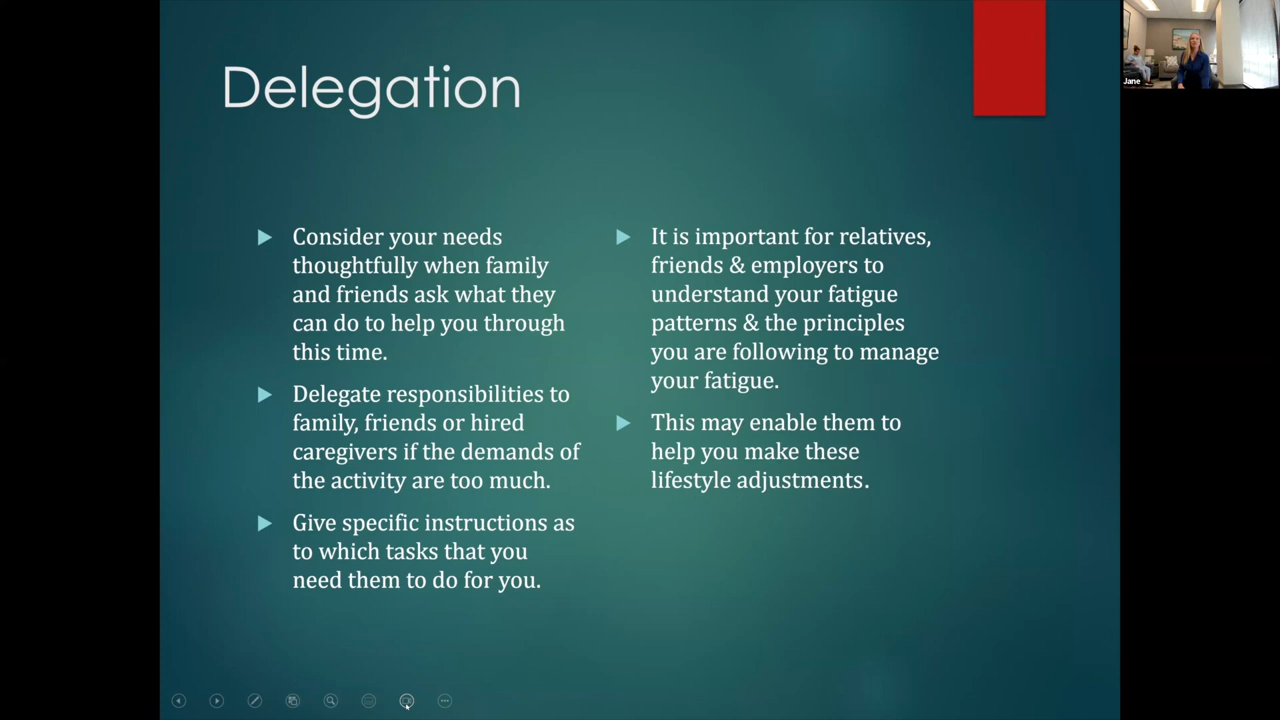 Delegation
Consider your needs
thoughtfully when family
and friends ask what they
can do to help you through
this time.
Delegate responsibilities to
family, friends or hired
caregivers if the demands of
the activity are too much.
Give specific instructions as
to which tasks that you
need them to do for you.
It is important for relatives,
friends & employers to
understand your fatigue
patterns & the principles
you are following to manage
your fatigue.
This may enable them to
help you make these
lifestyle adjustments.
Jane